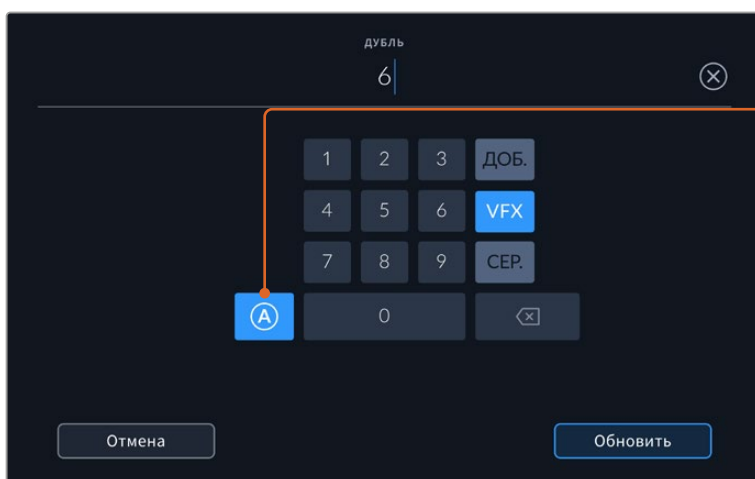 ДУБЛЬ
6
1 2 3 ДОБ.
4 5 6 VFX
7 8 9 СЕР.
A 0
Отмена Обновить